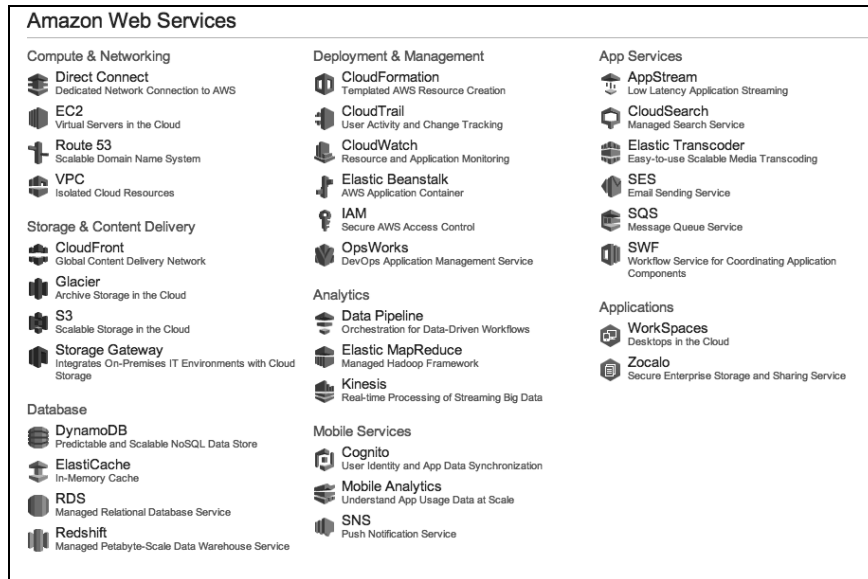 Amazon Web Services
Compute & Networking
Direct Connect
Dedicated Network Connection to AWS
EC2
Virtual Servers in the Cloud
Route 53
Scalable Domain Name System
VPC
Isolated Cloud Resources
Storage & Content Delivery
CloudFront
Global Content Delivery Network
Glacier
Archive Storage in the Cloud
S3
Scalable Storage in the Cloud
Storage Gateway
Integrates On-Premises IT Environments with Cloud
Storage
Database
DynamoDB
Predictable and Scalable NoSQL Data Store
ElastiCache
In-Memory Cache
RDS
Managed Relational Database Service
Redshift
Managed Petabyte-Scale Data Warehouse Service
Deployment & Management
CloudFormation
Templated AWS Resource Creation
CloudTrail
User Activity and Change Tracking
CloudWatch
Resource and Application Monitoring
Elastic Beanstalk
AWS Application Container
IAM
Secure AWS Access Control
OpsWorks
DevOps Application Management Service
Analytics
Data Pipeline
Orchestration for Data-Driven Workflows
Elastic MapReduce
Managed Hadoop Framework
Kinesis
Real-time Processing of Streaming Big Data
Mobile Services
Cognito
User Identity and App Data Synchronization
Mobile Analytics
Understand App Usage Data at Scale
SNS
Push Notification Service
App Services
AppStream
Low Latency Application Streaming
CloudSearch
Managed Search Service
Elastic Transcoder
Easy-to-use Scalable Media Transcoding
SES
Email Sending Service
SQS
Message Queue Service
SWF
Workflow Service for Coordinating Application
Components
Applications
WorkSpaces
Desktops in the Cloud
Zocalo
Secure Enterprise Storage and Sharing Service